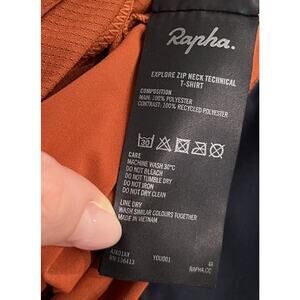 Rapha.
EXPLORE ZIP NECK TECHNICAL
T-SHIRT
COMPOSITION
MAIN: 100% POLYESTER
CONTRAST: 100% RECYCLED POLYESTER
30
CARE
MACHINE WASH 30°C
DO NOT BLEACH
DO NOT TUMBLE DRY
DO NOT IRON
DO NOT DRY CLEAN
LINE DRY
WASH SIMILAR COLOURS TOGETHER
MADE IN VIETNAM
YOU001
RAPHA.CC